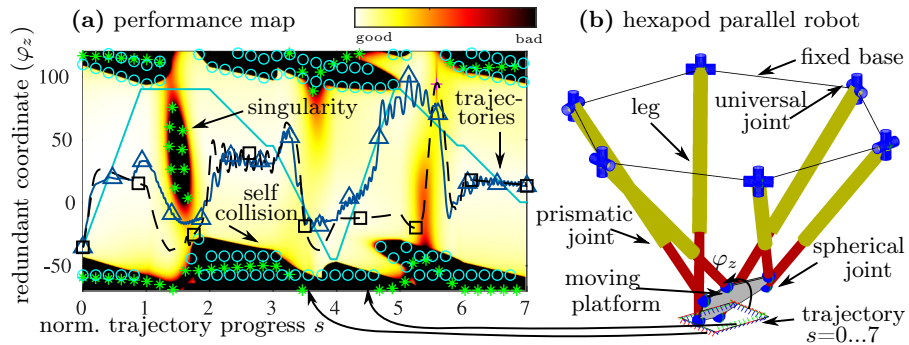 (a) performance map
good
bad
redundant coordinate (φz)
100
50
0
-50
singularity
trajec-
tories
self
collision
0
1
2
3
4
5
6
7
norm. trajectory progress s
(b) hexapod parallel robot
fixed base
leg
universal
joint
prismatic
joint
φz
spherical
joint
moving
platform
trajectory
s=0...7